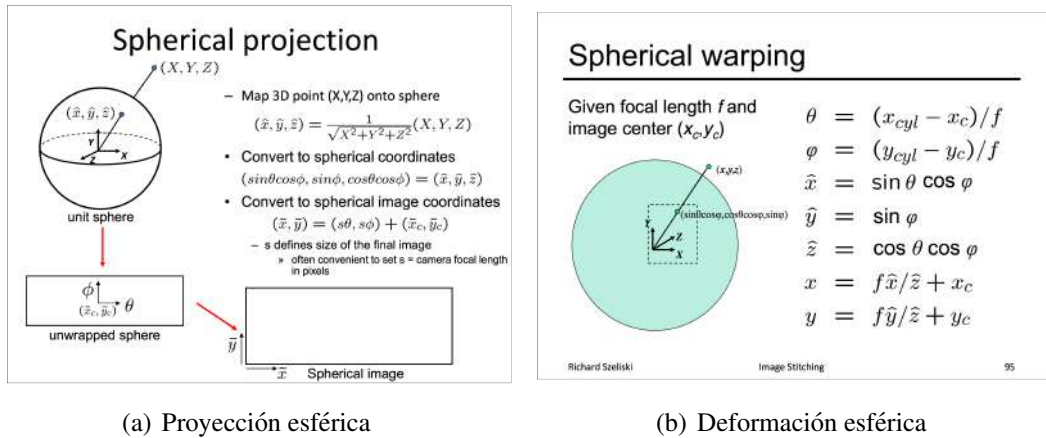 Spherical projection
(X, Y, Z)
(x̂, ŷ, ẑ)
Y
Z
X
unit sphere
– Map 3D point (X,Y,Z) onto sphere
(x̂, ŷ, ẑ) = 1/√(X²+Y²+Z²) (X, Y, Z)
• Convert to spherical coordinates
(sinθcosϕ, sinϕ, cosθcosϕ) = (x̂, ŷ, ẑ)
• Convert to spherical image coordinates
(x̃, ỹ) = (sθ, sϕ) + (x̃c, ỹc)
– s defines size of the final image
» often convenient to set s = camera focal length
in pixels
ϕ
θ
(x̃c, ỹc)
unwrapped sphere
ỹ
x̃
Spherical image
(a) Proyección esférica
Spherical warping
Given focal length f and
image center (xc,yc)
(x,y,z)
(sinθcosφ,cosθcosφ,sinφ)
Y
Z
X
θ = (xcyl − xc)/f
φ = (ycyl − yc)/f
x̂ = sin θ cos φ
ŷ = sin φ
ẑ = cos θ cos φ
x = fx̂/ẑ + xc
y = fŷ/ẑ + yc
Richard Szeliski
Image Stitching
95
(b) Deformación esférica